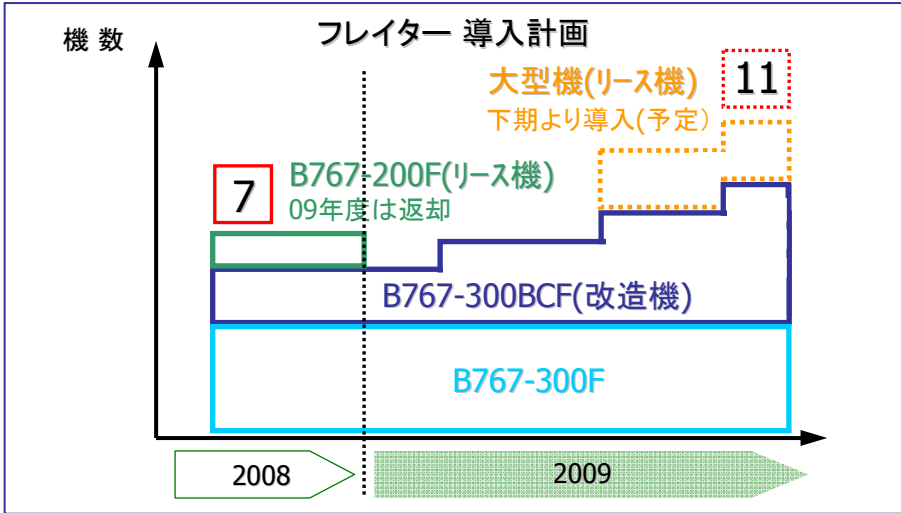 フレイター 導入計画
機 数
大型機(リース機)
下期より導入(予定)
11
7
B767-200F(リース機)
09年度は返却
B767-300BCF(改造機)
B767-300F
2008
2009